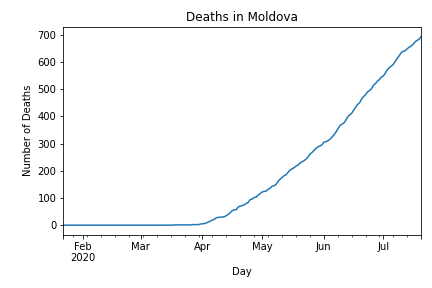 Deaths in Moldova
700
600
500
400
300
200
100
0
Number of Deaths
Feb
2020
Mar
Apr
May
Jun
Jul
Day